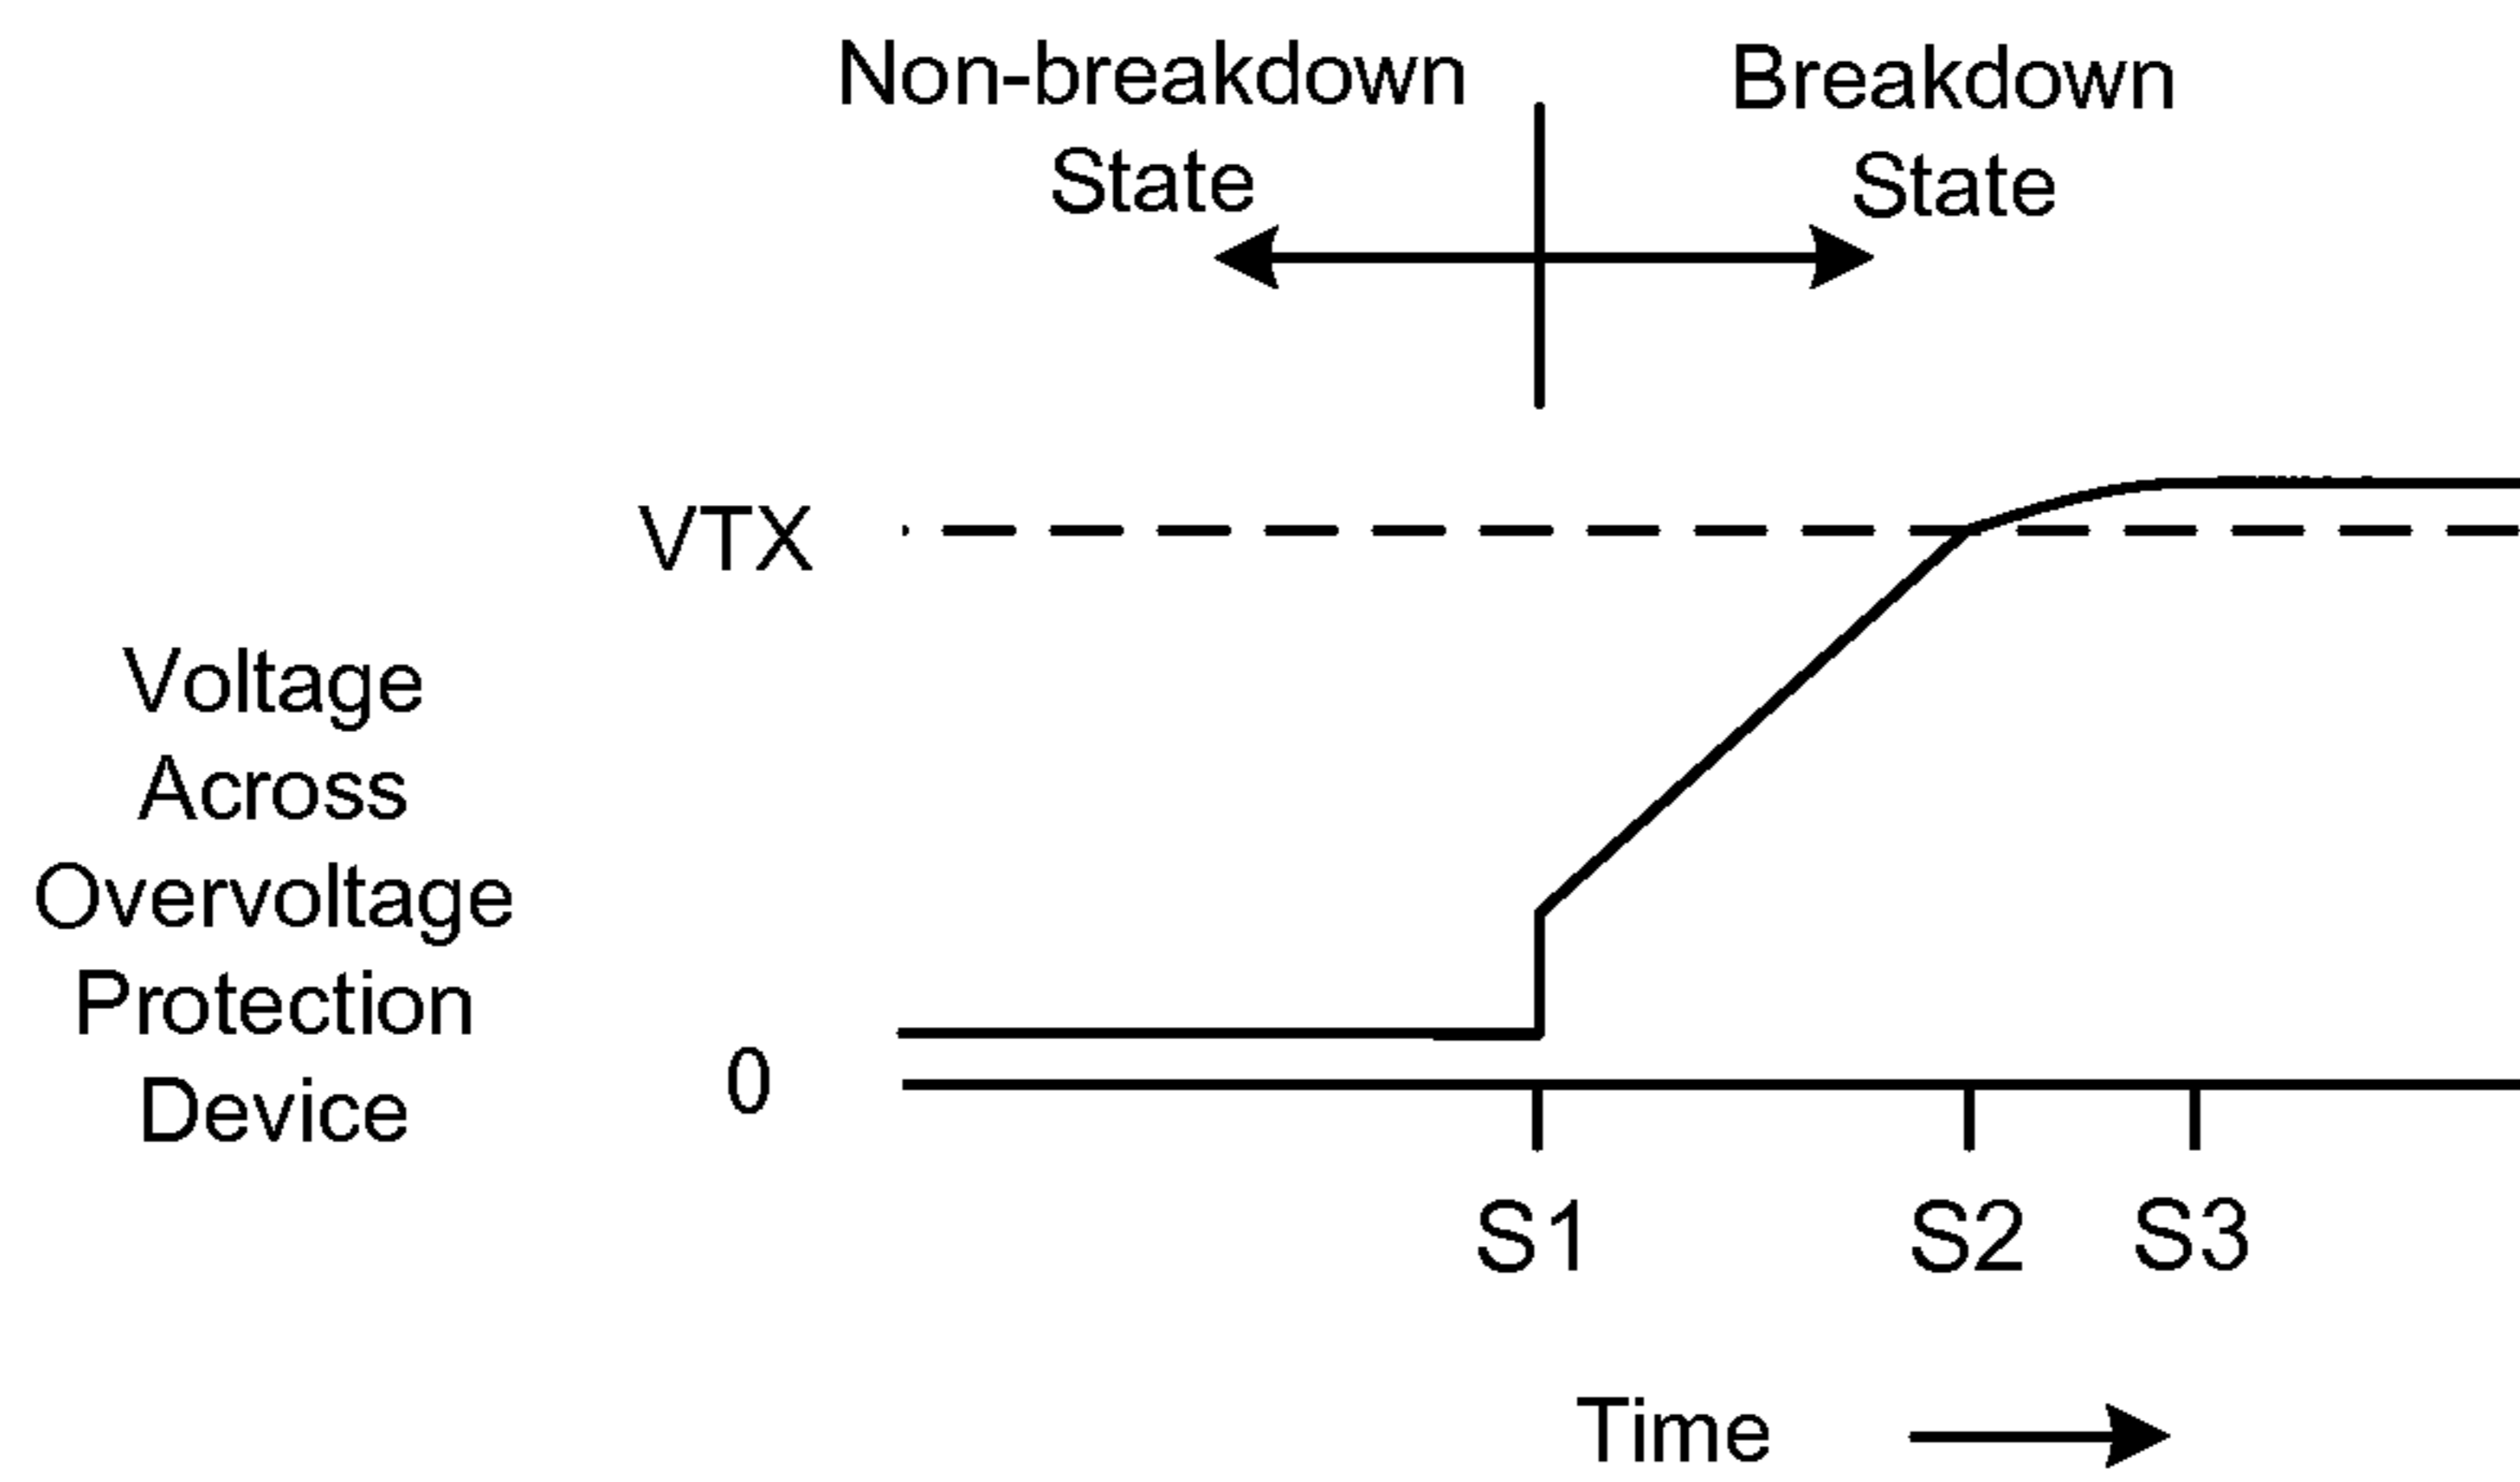 Non-breakdown
State
Breakdown
State
VTX
Voltage
Across
Overvoltage
Protection
Device
0
S1
S2
S3
Time